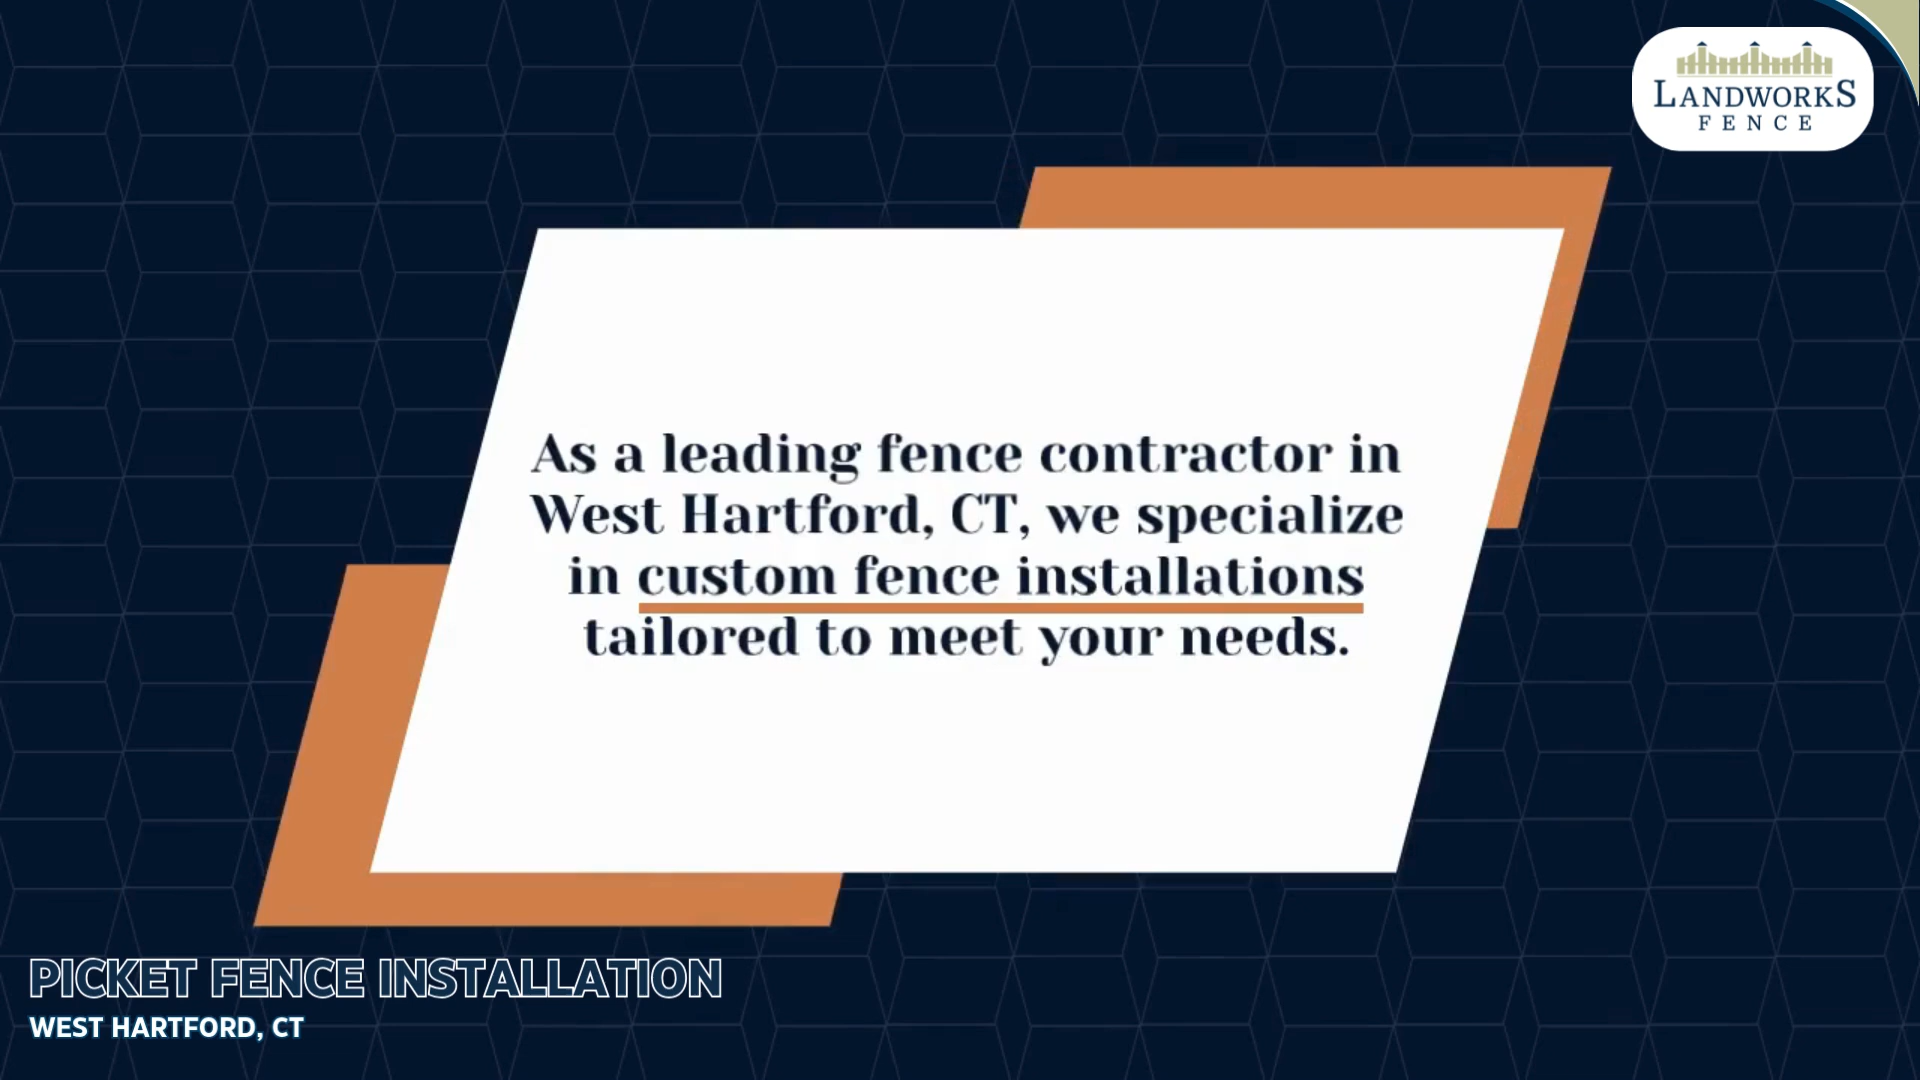 LANDWORKS
FENCE
As a leading fence contractor in
West Hartford, CT, we specialize
in custom fence installations
tailored to meet your needs.
PICKET FENCE INSTALLATION
WEST HARTFORD, CT